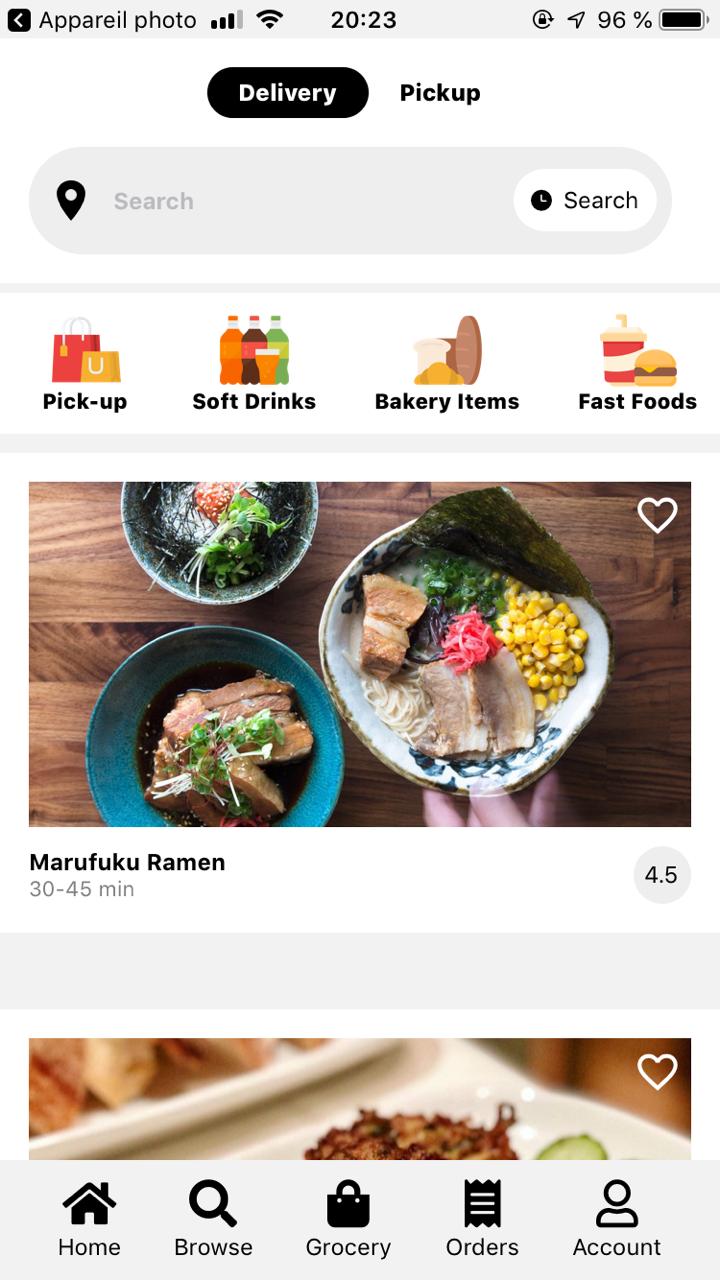 Appareil photo 20:23 96 %
Delivery Pickup
Search Search
Pick-up Soft Drinks Bakery Items Fast Foods
Marufuku Ramen
30-45 min
4.5
Home Browse Grocery Orders Account